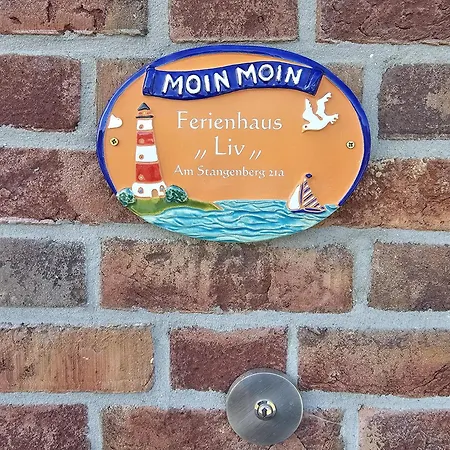 MOIN MOIN
Ferienhaus
„ Liv „
Am Stangenberg 21a